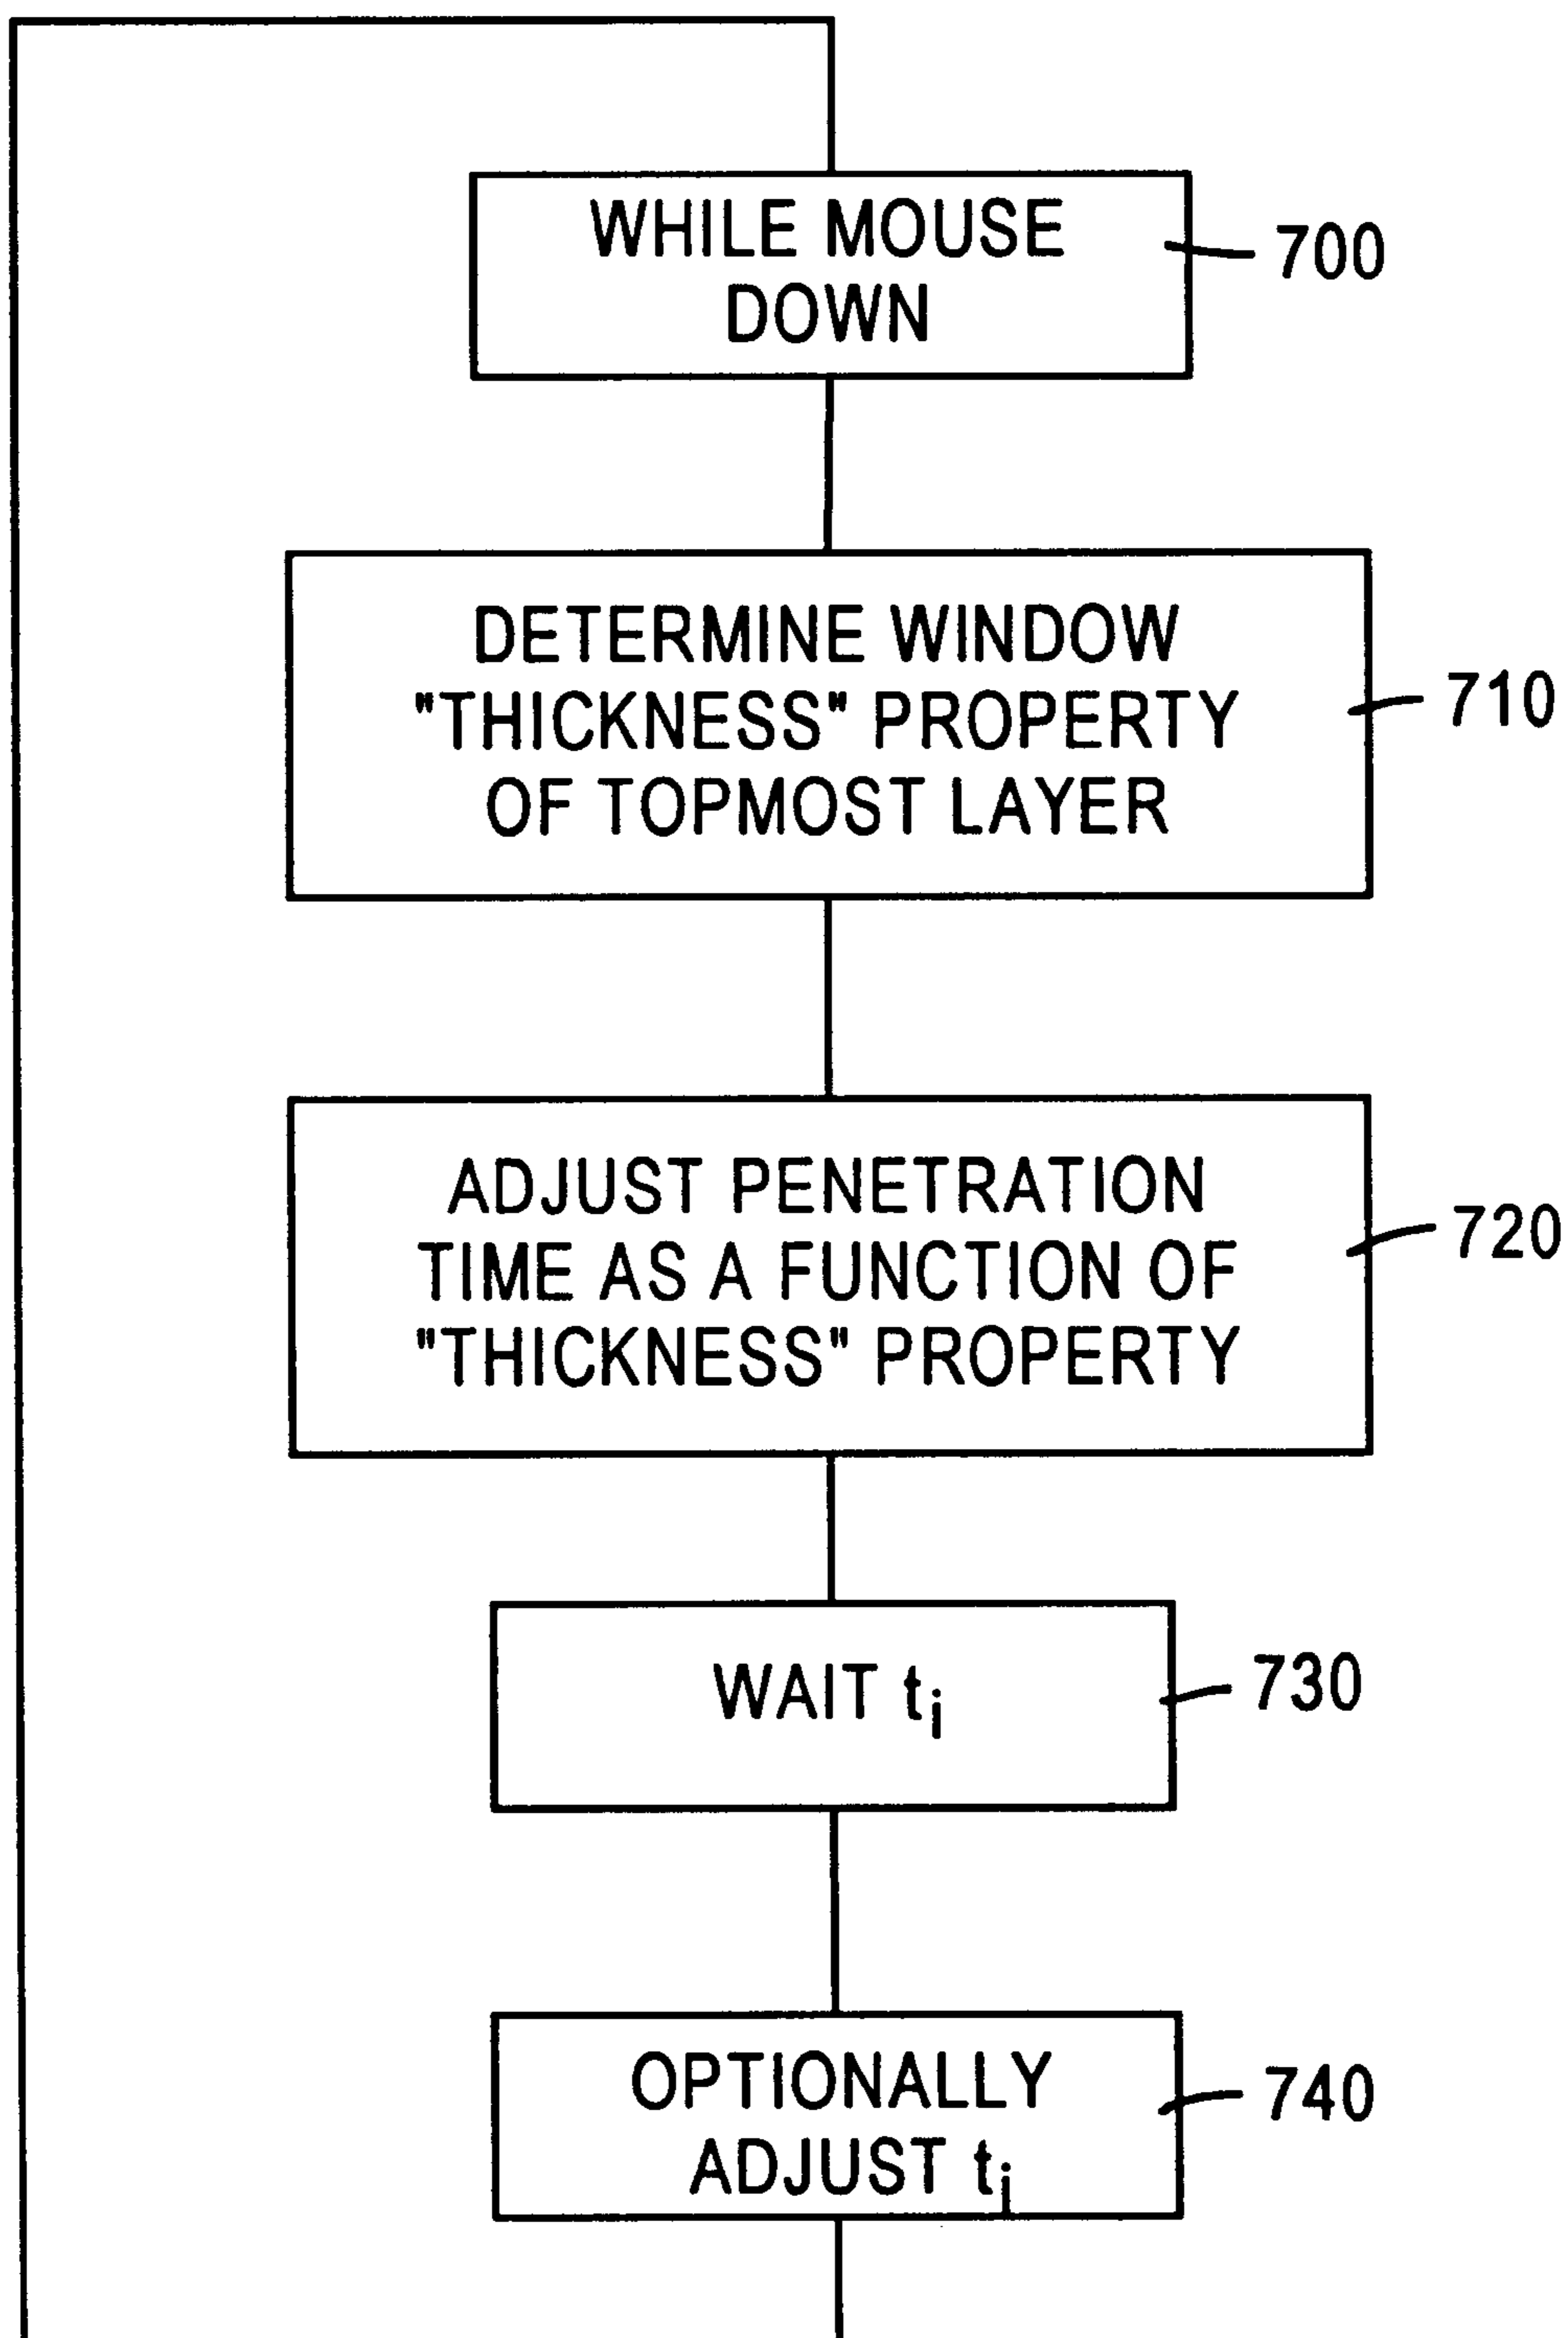 WHILE MOUSE
DOWN
700
DETERMINE WINDOW
"THICKNESS" PROPERTY
OF TOPMOST LAYER
710
ADJUST PENETRATION
TIME AS A FUNCTION OF
"THICKNESS" PROPERTY
720
WAIT ti
730
OPTIONALLY
ADJUST ti
740